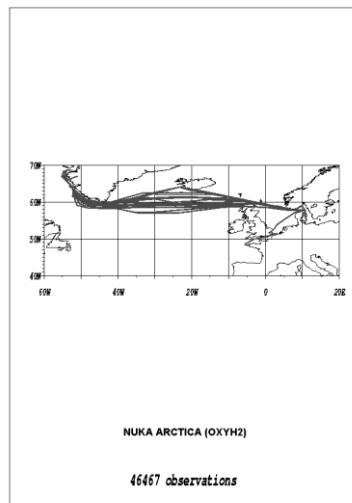 70N
60N
50N
40N
60W 40W 20W 0 20E
NUKA ARCTICA (OXYH2)
46467 observations